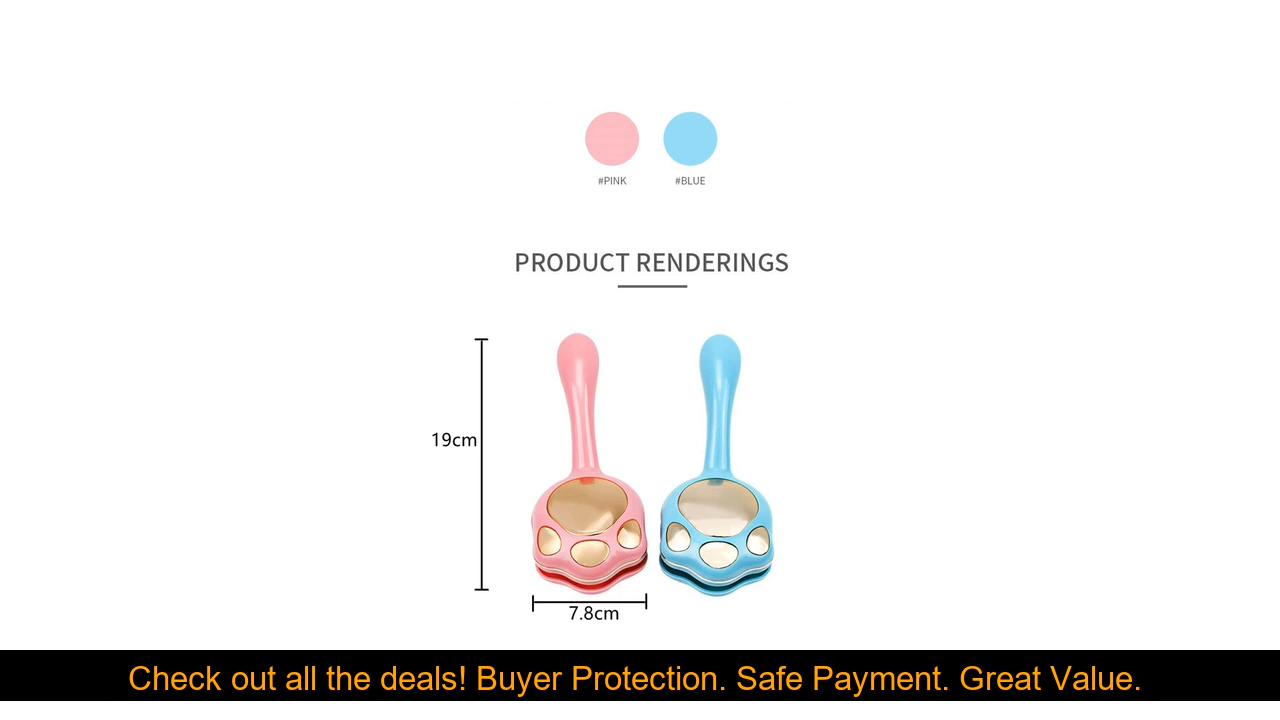 #PINK #BLUE
PRODUCT RENDERINGS
19cm
7.8cm
Check out all the deals! Buyer Protection. Safe Payment. Great Value.